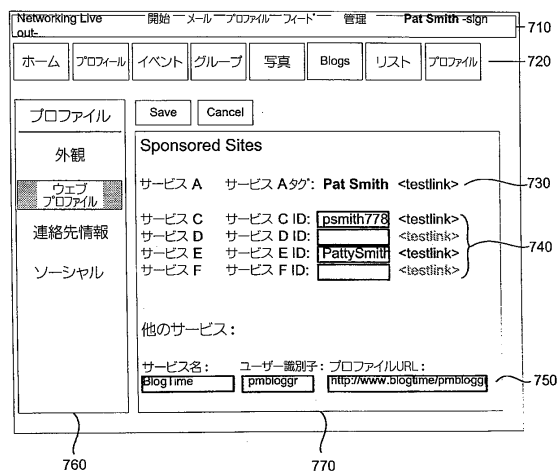 Networking Live 開始 メール プロファイル フィード 管理 Pat Smith -sign
out-
710
ホーム プロフィール イベント グループ 写真 Blogs リスト プロファイル
720
プロファイル
Save Cancel
外観
ウェブ
プロファイル
連絡先情報
ソーシャル
Sponsored Sites
サービス A サービス Aタグ: Pat Smith <testlink>
730
サービス C サービス C ID: psmith778 <testlink>
サービス D サービス D ID: <testlink>
740
サービス E サービス E ID: PattySmith <testlink>
サービス F サービス F ID: <testlink>
他のサービス:
サービス名: ユーザー識別子: プロファイルURL:
BlogTime pmbloggr http://www.blogtime/pmbloggr
750
760 770